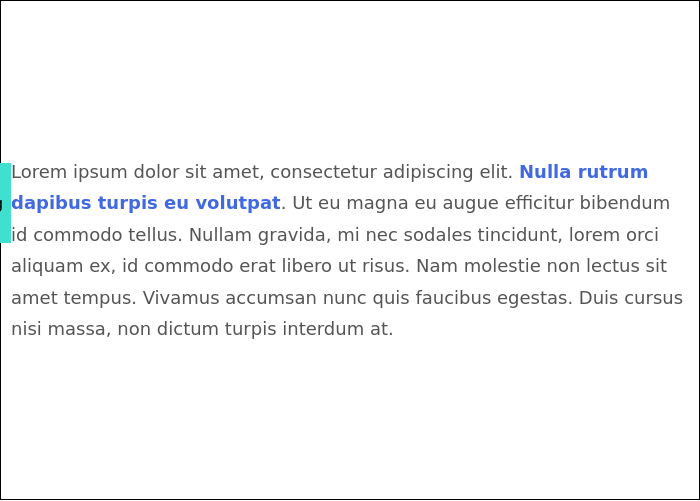 Lorem ipsum dolor sit amet, consectetur adipiscing elit. Nulla rutrum
dapibus turpis eu volutpat. Ut eu magna eu augue efficitur bibendum
id commodo tellus. Nullam gravida, mi nec sodales tincidunt, lorem orci
aliquam ex, id commodo erat libero ut risus. Nam molestie non lectus sit
amet tempus. Vivamus accumsan nunc quis faucibus egestas. Duis cursus
nisi massa, non dictum turpis interdum at.